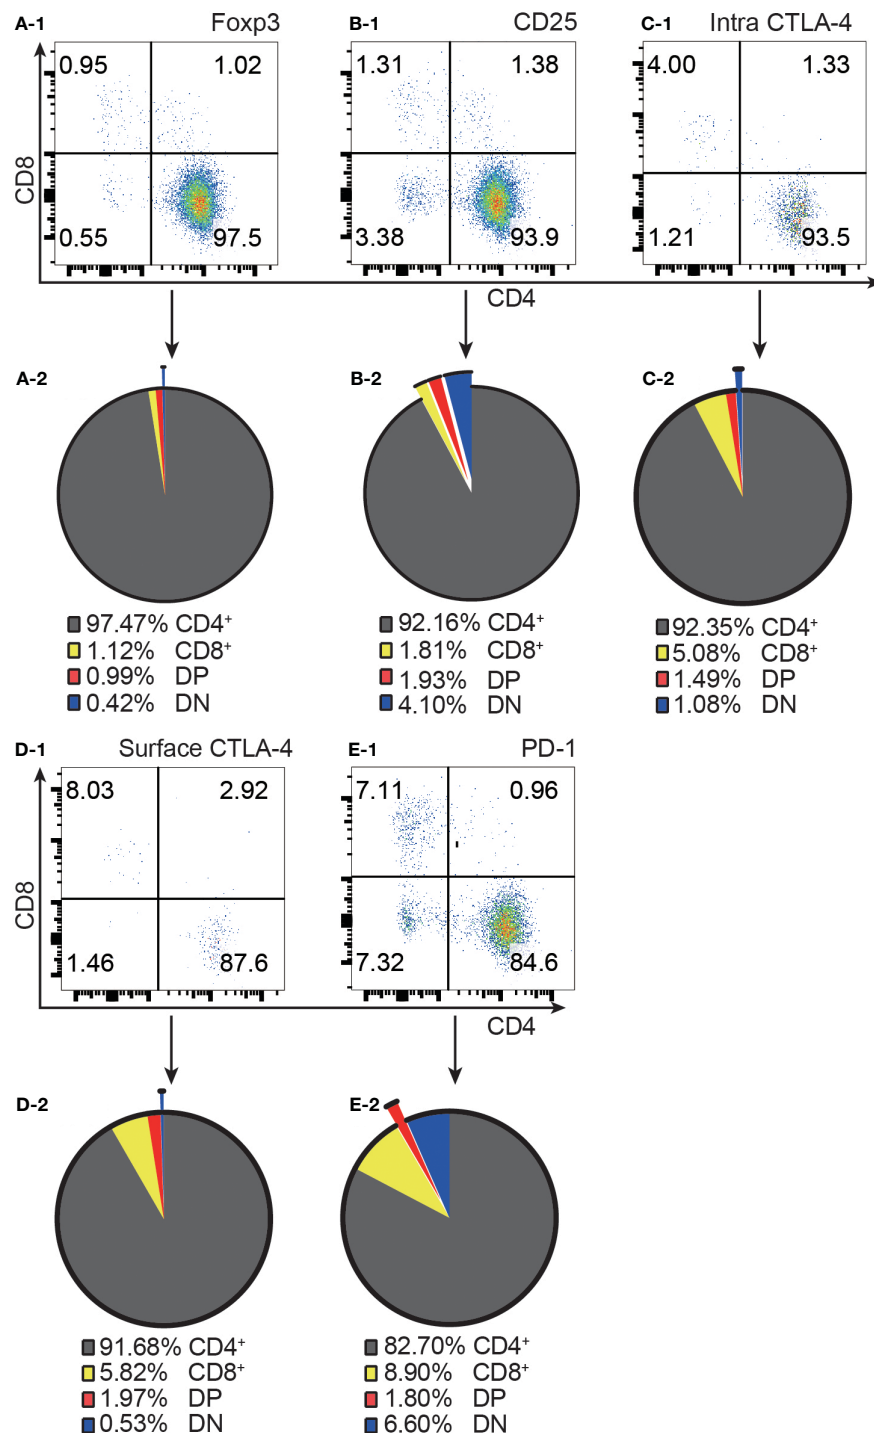 A-1 Foxp3 B-1 CD25 C-1 Intra CTLA-4
0.95 1.02 1.31 1.38 4.00 1.33
CD8
0.55 97.5 3.38 93.9 1.21 93.5
CD4
A-2 B-2 C-2
97.47% CD4⁺
1.12% CD8⁺
0.99% DP
0.42% DN
92.16% CD4⁺
1.81% CD8⁺
1.93% DP
4.10% DN
92.35% CD4⁺
5.08% CD8⁺
1.49% DP
1.08% DN
D-1 Surface CTLA-4 E-1 PD-1
8.03 2.92 7.11 0.96
CD8
1.46 87.6 7.32 84.6
CD4
D-2 E-2
91.68% CD4⁺
5.82% CD8⁺
1.97% DP
0.53% DN
82.70% CD4⁺
8.90% CD8⁺
1.80% DP
6.60% DN